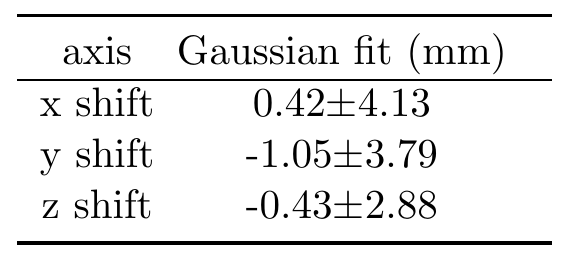 axis Gaussian fit (mm)
x shift 0.42±4.13
y shift -1.05±3.79
z shift -0.43±2.88